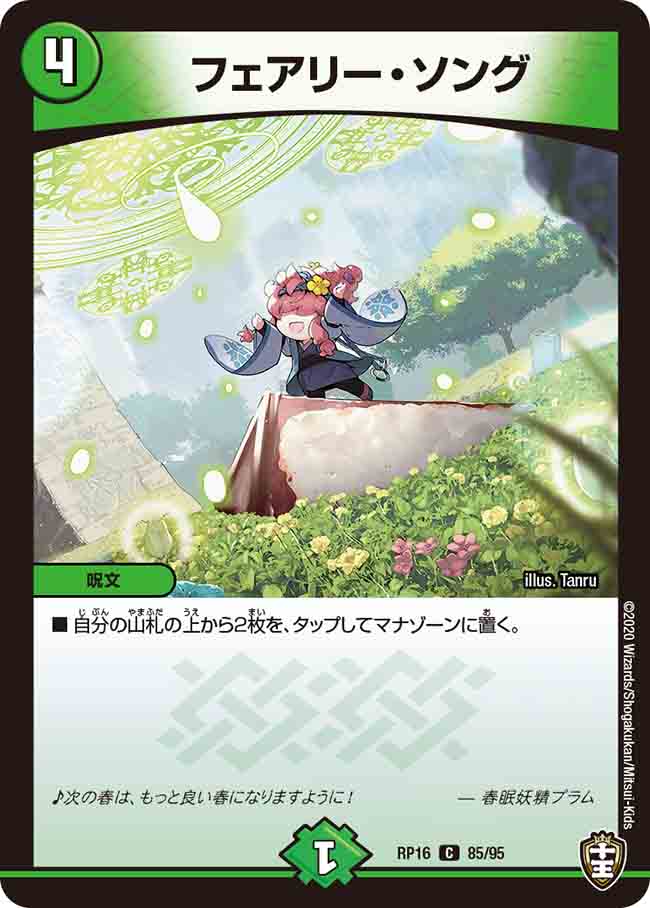 4
フェアリー・ソング
呪文
illus. Tanru
■自分の山札の上から2枚を、タップしてマナゾーンに置く。
♪次の春は、もっと良い春になりますように! — 春眠妖精プラム
1
RP16 C 85/95
©2020 Wizards/Shogakukan/Mitsui-Kids